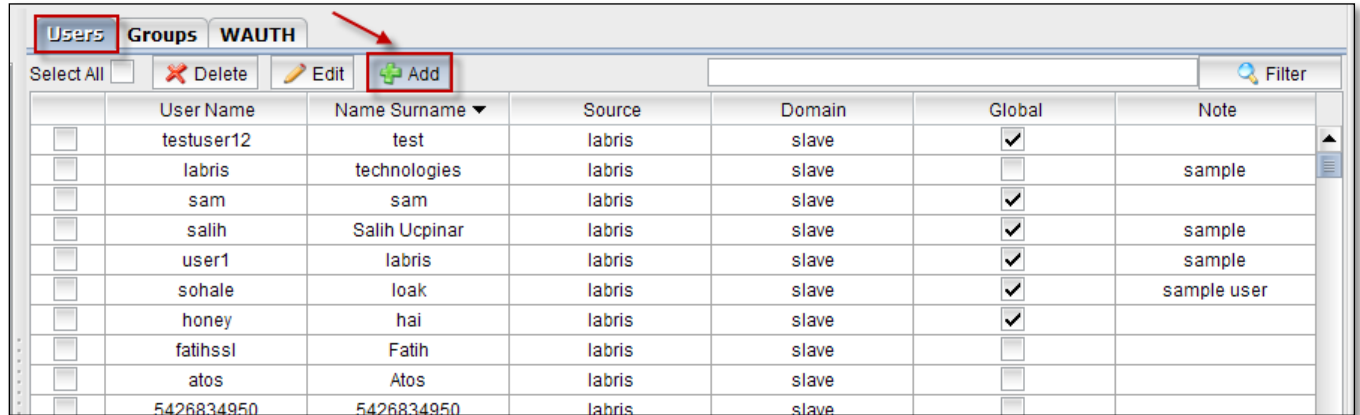 Users Groups WAUTH
Select All Delete Edit Add Filter
User Name Name Surname Source Domain Global Note
testuser12 test labris slave
labris technologies labris slave sample
sam sam labris slave
salih Salih Ucpinar labris slave sample
user1 labris labris slave sample
sohale loak labris slave sample user
honey hai labris slave
fatihssl Fatih labris slave
atos Atos labris slave
5426834950 5426834950 labris slave